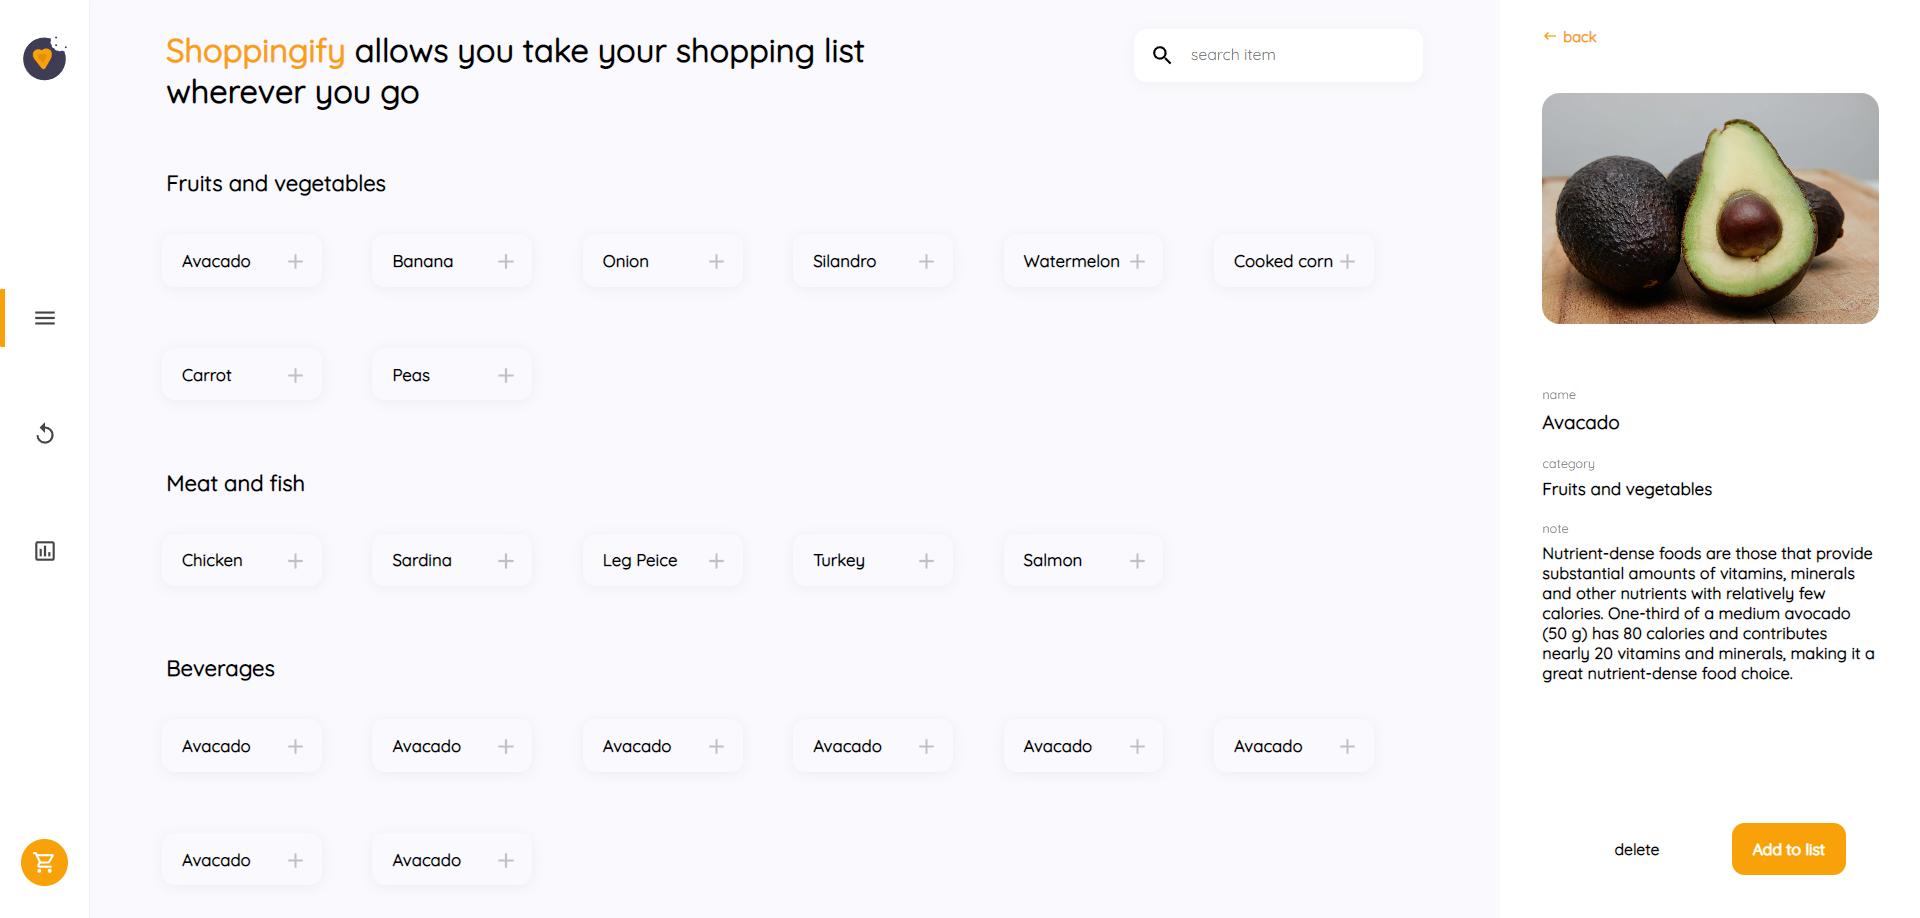 Shoppingify allows you take your shopping list
wherever you go
search item
Fruits and vegetables
Avacado
Banana
Onion
Silandro
Watermelon
Cooked corn
Carrot
Peas
Meat and fish
Chicken
Sardina
Leg Peice
Turkey
Salmon
Beverages
Avacado
Avacado
Avacado
Avacado
Avacado
Avacado
Avacado
Avacado
back
name
Avacado
category
Fruits and vegetables
note
Nutrient-dense foods are those that provide
substantial amounts of vitamins, minerals
and other nutrients with relatively few
calories. One-third of a medium avocado
(50 g) has 80 calories and contributes
nearly 20 vitamins and minerals, making it a
great nutrient-dense food choice.
delete
Add to list